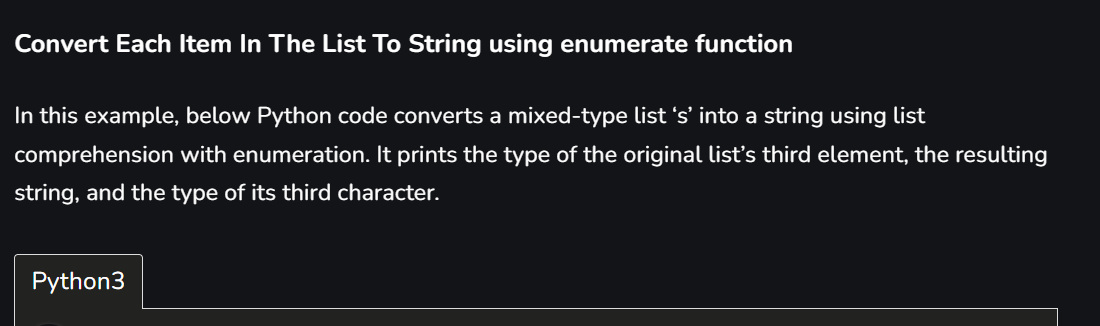 Convert Each Item In The List To String using enumerate function
In this example, below Python code converts a mixed-type list ‘s’ into a string using list
comprehension with enumeration. It prints the type of the original list’s third element, the resulting
string, and the type of its third character.
Python3